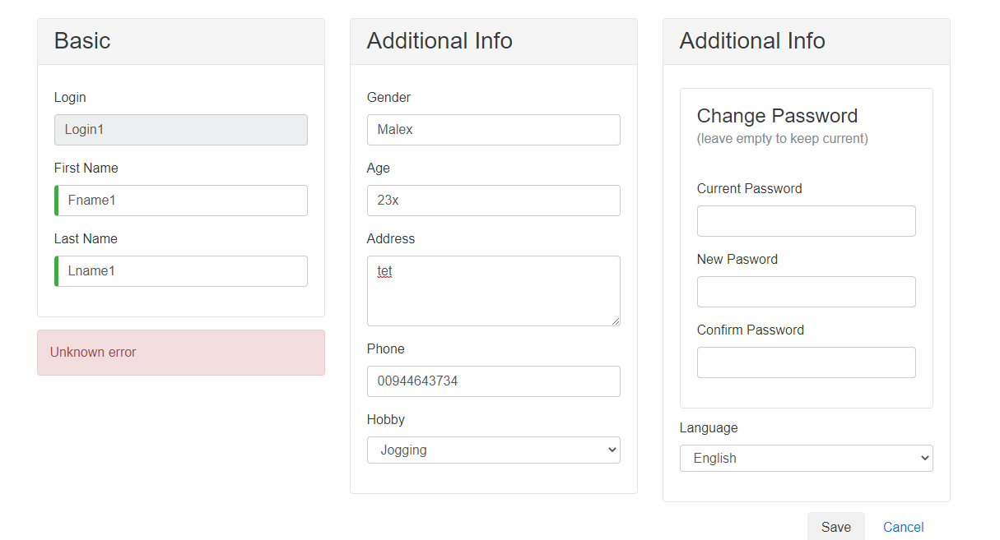 Basic
Login
Login1
First Name
Fname1
Last Name
Lname1
Unknown error
Additional Info
Gender
Malex
Age
23x
Address
tet
Phone
00944643734
Hobby
Jogging
Additional Info
Change Password
(leave empty to keep current)
Current Password
New Pasword
Confirm Password
Language
English
Save
Cancel